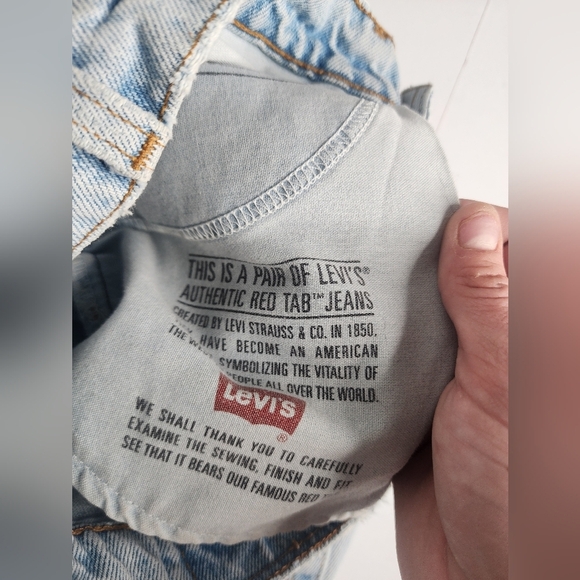 THIS IS A PAIR OF LEVI'S®
AUTHENTIC RED TAB™ JEANS
CREATED BY LEVI STRAUSS & CO. IN 1850.
HAVE BECOME AN AMERICAN
SYMBOLIZING THE VITALITY OF
PEOPLE ALL OVER THE WORLD.
LeVI'S
®
WE SHALL THANK YOU TO CAREFULLY
EXAMINE THE SEWING, FINISH AND FIT
SEE THAT IT BEARS OUR FAMOUS RED